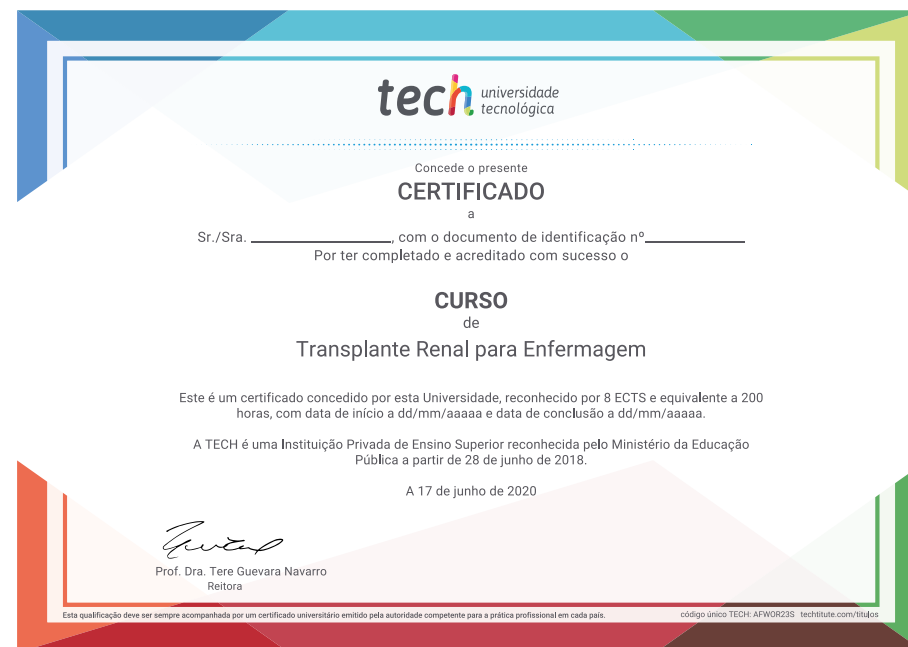 tech universidade
tecnológica
Concede o presente
CERTIFICADO
a
Sr./Sra. ____________, com o documento de identificação nº____________
Por ter completado e acreditado com sucesso o
CURSO
de
Transplante Renal para Enfermagem
Este é um certificado concedido por esta Universidade, reconhecido por 8 ECTS e equivalente a 200
horas, com data de início a dd/mm/aaaaa e data de conclusão a dd/mm/aaaaa.
A TECH é uma Instituição Privada de Ensino Superior reconhecida pelo Ministério da Educação
Pública a partir de 28 de junho de 2018.
A 17 de junho de 2020
Prof. Dra. Tere Guevara Navarro
Reitora
Esta qualificação deve ser sempre acompanhada por um certificado universitário emitido pela autoridade competente para a prática profissional em cada país. código único TECH: AFWOR23S techtitute.com/titulos